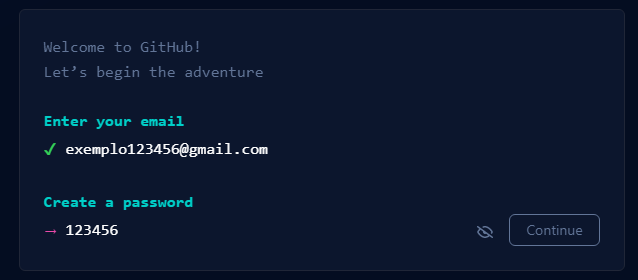 Welcome to GitHub!
Let’s begin the adventure
Enter your email
✓ exemplo123456@gmail.com
Create a password
→ 123456
Continue